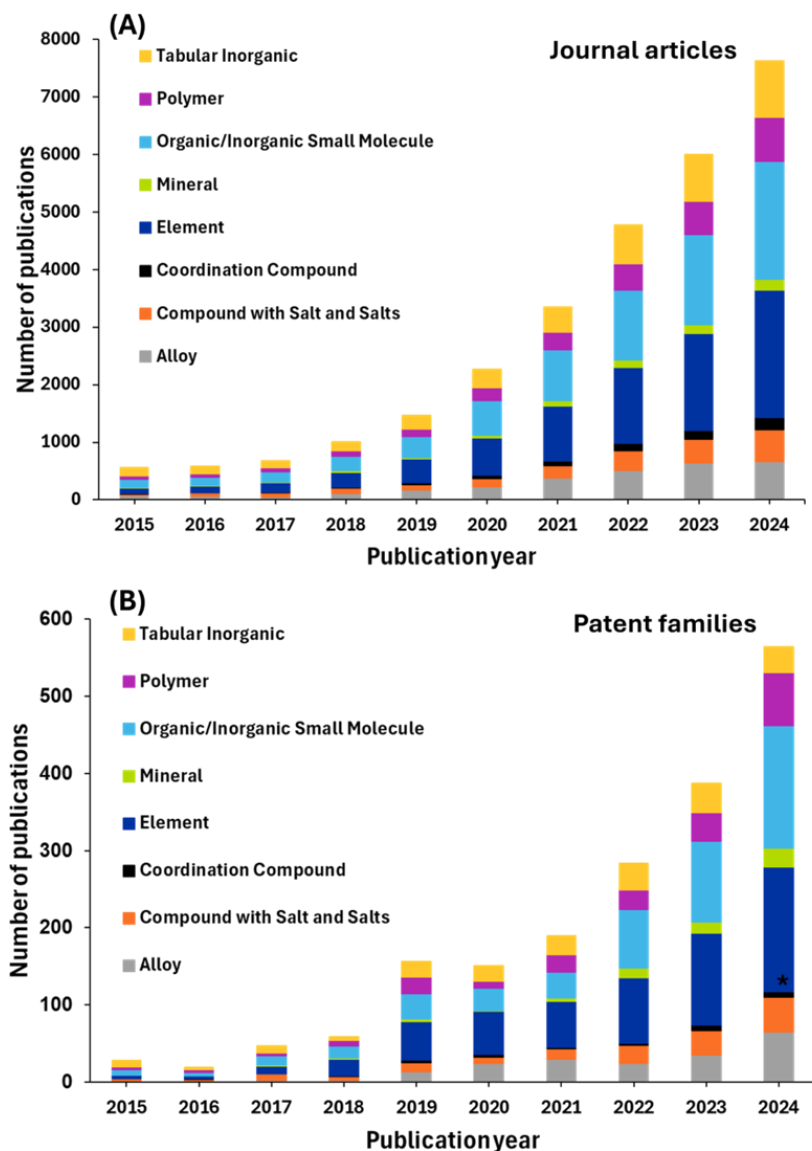 (A)
Journal articles
8000
7000
6000
5000
4000
3000
2000
1000
0
Number of publications
Tabular Inorganic
Polymer
Organic/Inorganic Small Molecule
Mineral
Element
Coordination Compound
Compound with Salt and Salts
Alloy
2015 2016 2017 2018 2019 2020 2021 2022 2023 2024
Publication year
(B)
Patent families
600
500
400
300
200
100
0
Number of publications
Tabular Inorganic
Polymer
Organic/Inorganic Small Molecule
Mineral
Element
Coordination Compound
Compound with Salt and Salts
Alloy
*
2015 2016 2017 2018 2019 2020 2021 2022 2023 2024
Publication year